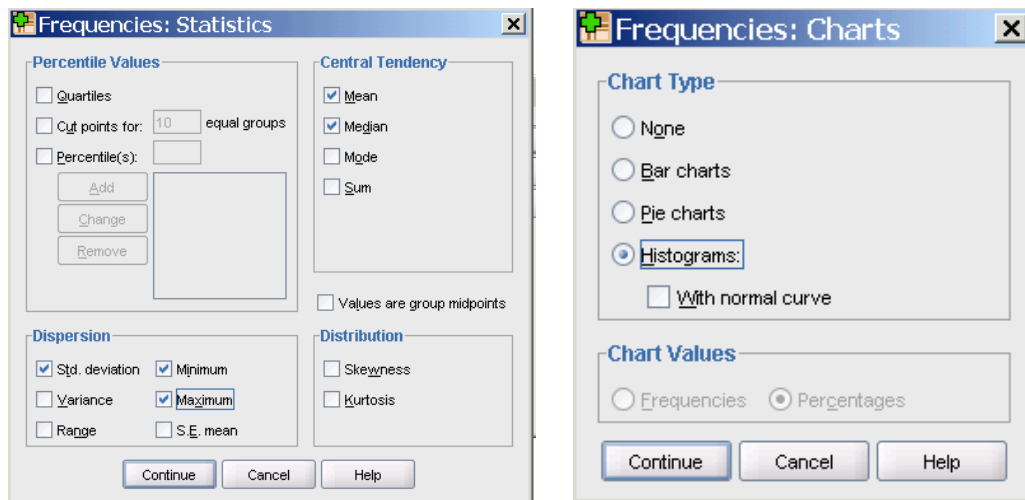 Frequencies: Statistics
Percentile Values
Quartiles
Cut points for: 10 equal groups
Percentile(s):
Add
Change
Remove
Central Tendency
Mean
Median
Mode
Sum
Values are group midpoints
Dispersion
Std. deviation Minimum
Variance Maximum
Range S.E. mean
Distribution
Skewness
Kurtosis
Continue Cancel Help
Frequencies: Charts
Chart Type
None
Bar charts
Pie charts
Histograms:
With normal curve
Chart Values
Frequencies Percentages
Continue Cancel Help